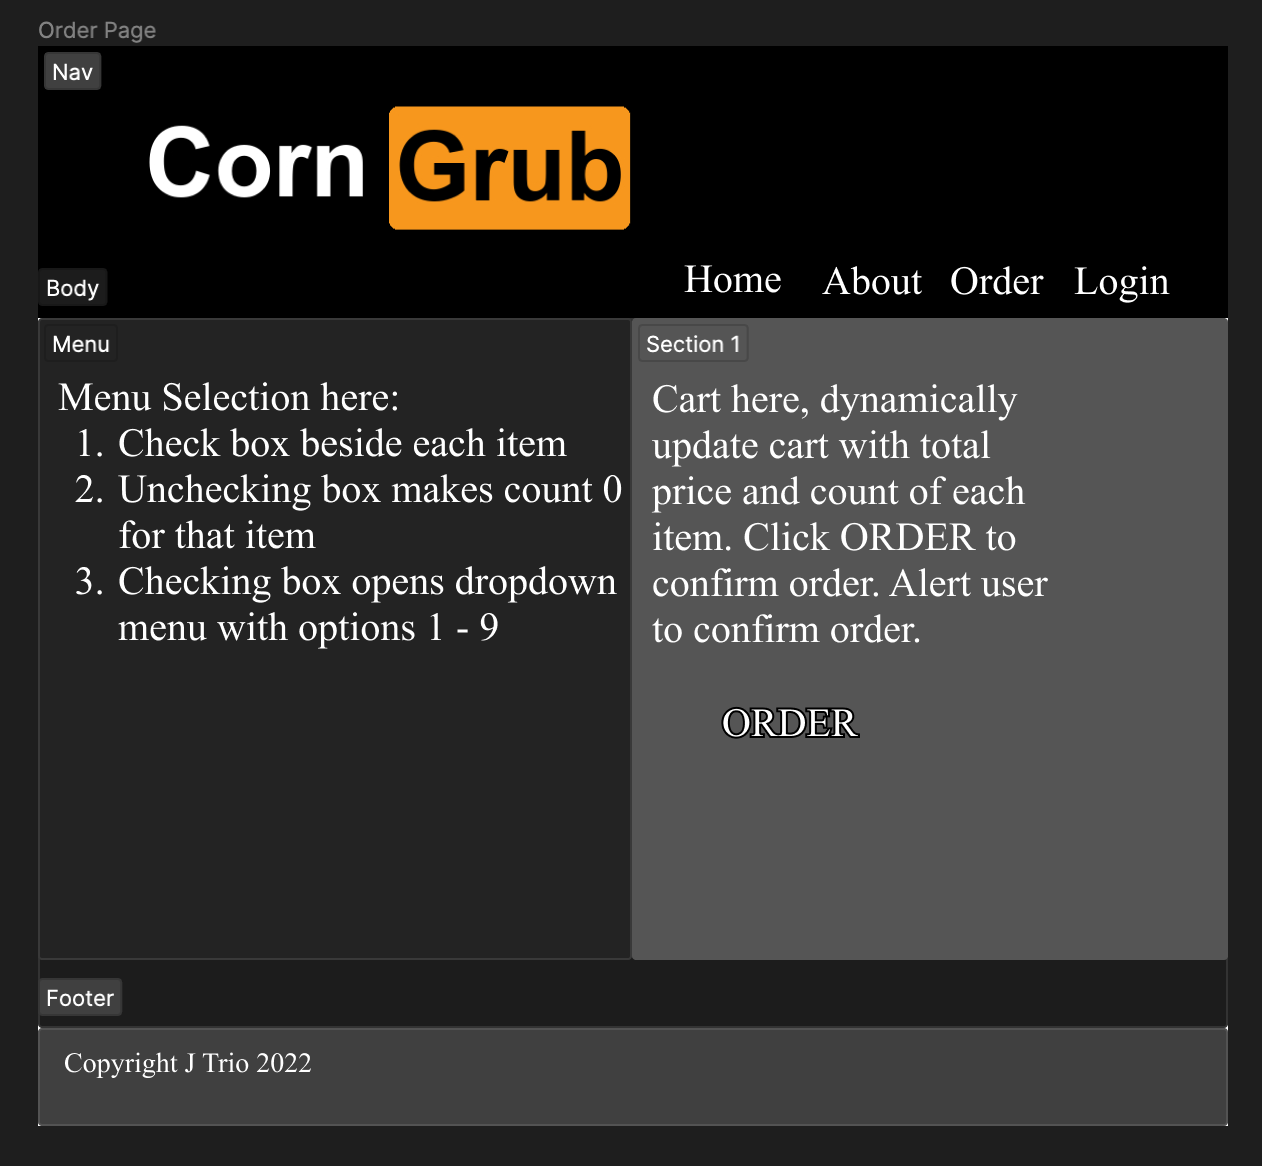 Order Page
Nav
Corn Grub
Home About Order Login
Body
Menu
Menu Selection here:
1. Check box beside each item
2. Unchecking box makes count 0
for that item
3. Checking box opens dropdown
menu with options 1 - 9
Section 1
Cart here, dynamically
update cart with total
price and count of each
item. Click ORDER to
confirm order. Alert user
to confirm order.
ORDER
Footer
Copyright J Trio 2022